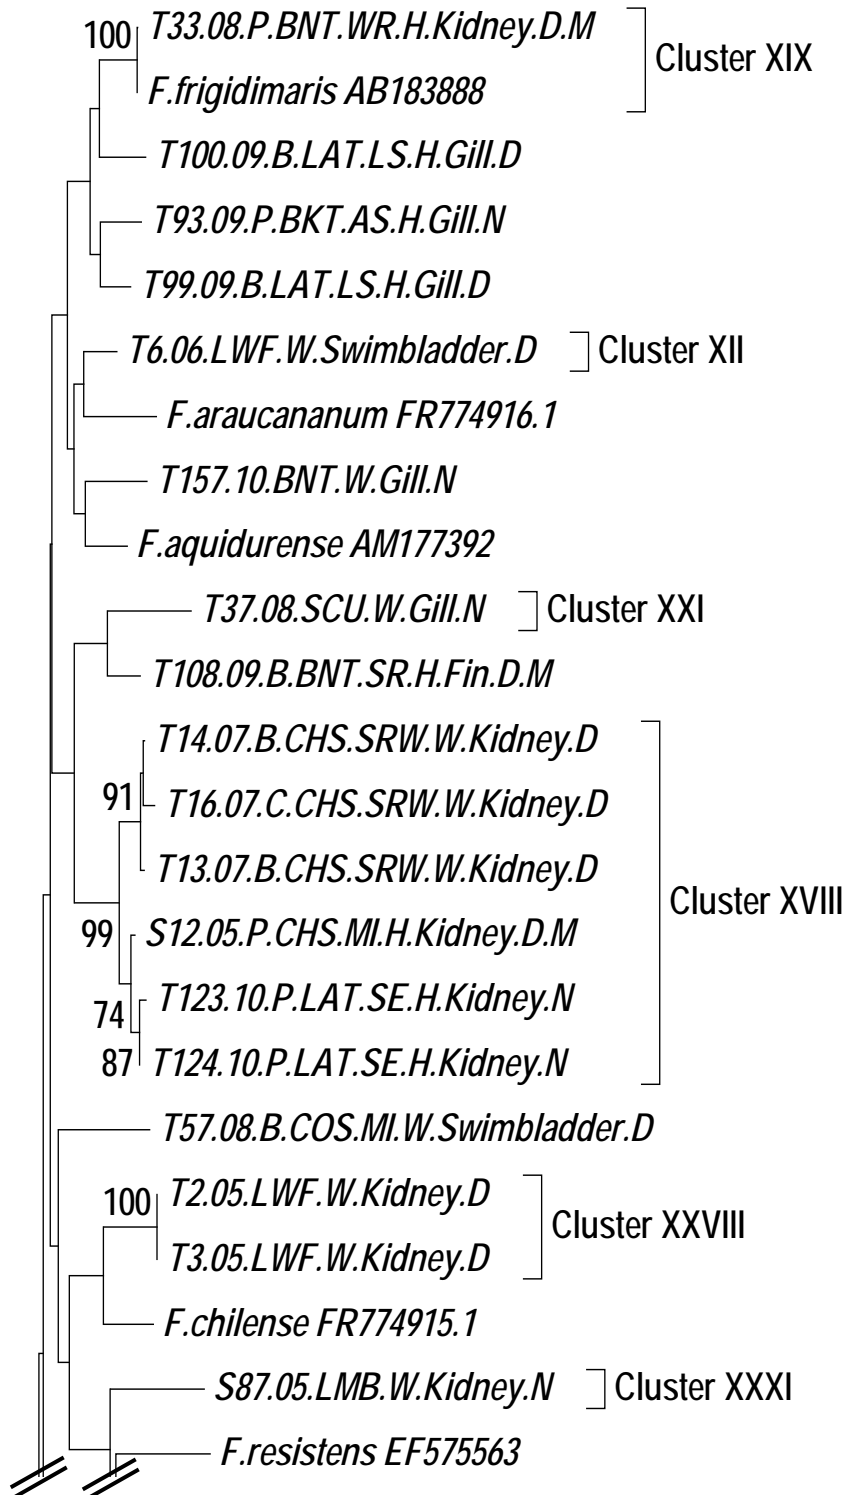 100 T33.08.P.BNT.WR.H.Kidney.D.M
Cluster XIX
F.frigidimaris AB183888
T100.09.B.LAT.LS.H.Gill.D
T93.09.P.BKT.AS.H.Gill.N
T99.09.B.LAT.LS.H.Gill.D
T6.06.LWF.W.Swimbladder.D Cluster XII
F.araucananum FR774916.1
T157.10.BNT.W.Gill.N
F.aquidurense AM177392
T37.08.SCU.W.Gill.N Cluster XXI
T108.09.B.BNT.SR.H.Fin.D.M
T14.07.B.CHS.SRW.W.Kidney.D
91 T16.07.C.CHS.SRW.W.Kidney.D
T13.07.B.CHS.SRW.W.Kidney.D
Cluster XVIII
99 S12.05.P.CHS.MI.H.Kidney.D.M
T123.10.P.LAT.SE.H.Kidney.N
74
87 T124.10.P.LAT.SE.H.Kidney.N
T57.08.B.COS.MI.W.Swimbladder.D
100 T2.05.LWF.W.Kidney.D
Cluster XXVIII
T3.05.LWF.W.Kidney.D
F.chilense FR774915.1
S87.05.LMB.W.Kidney.N Cluster XXXI
F.resistens EF575563